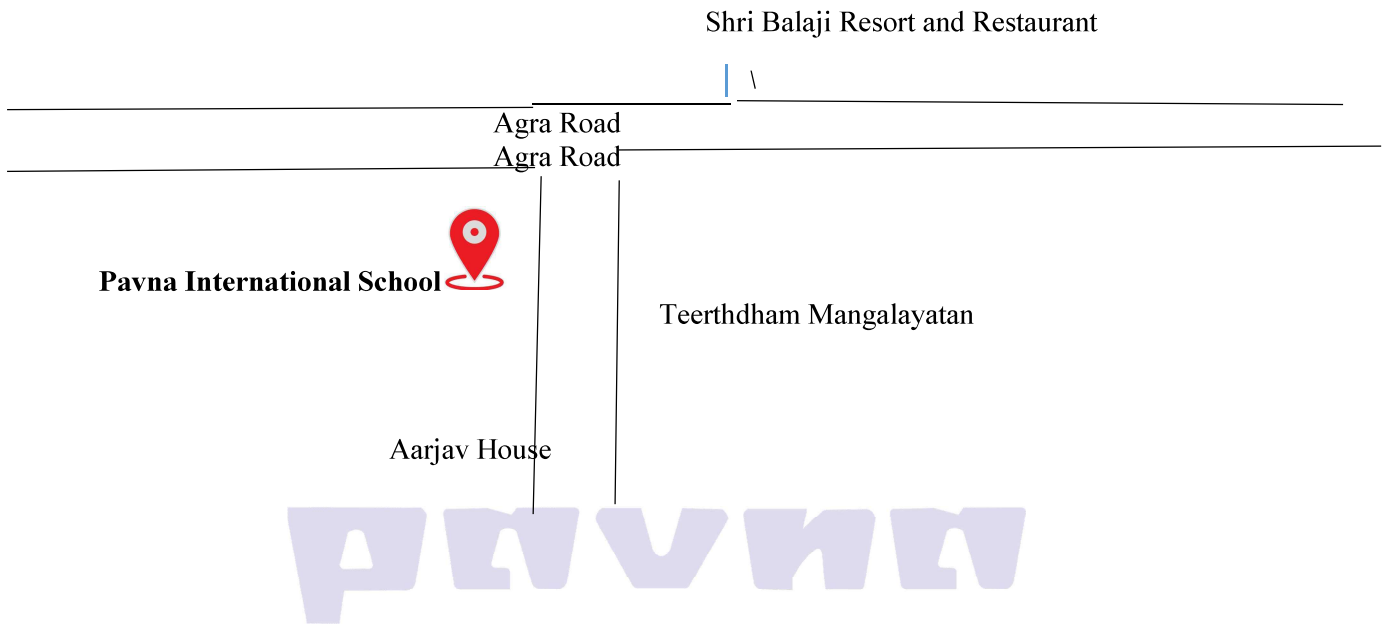 Shri Balaji Resort and Restaurant
\
Agra Road
Agra Road
Pavna International School
Teerthdham Mangalayatan
Aarjav House
pavna